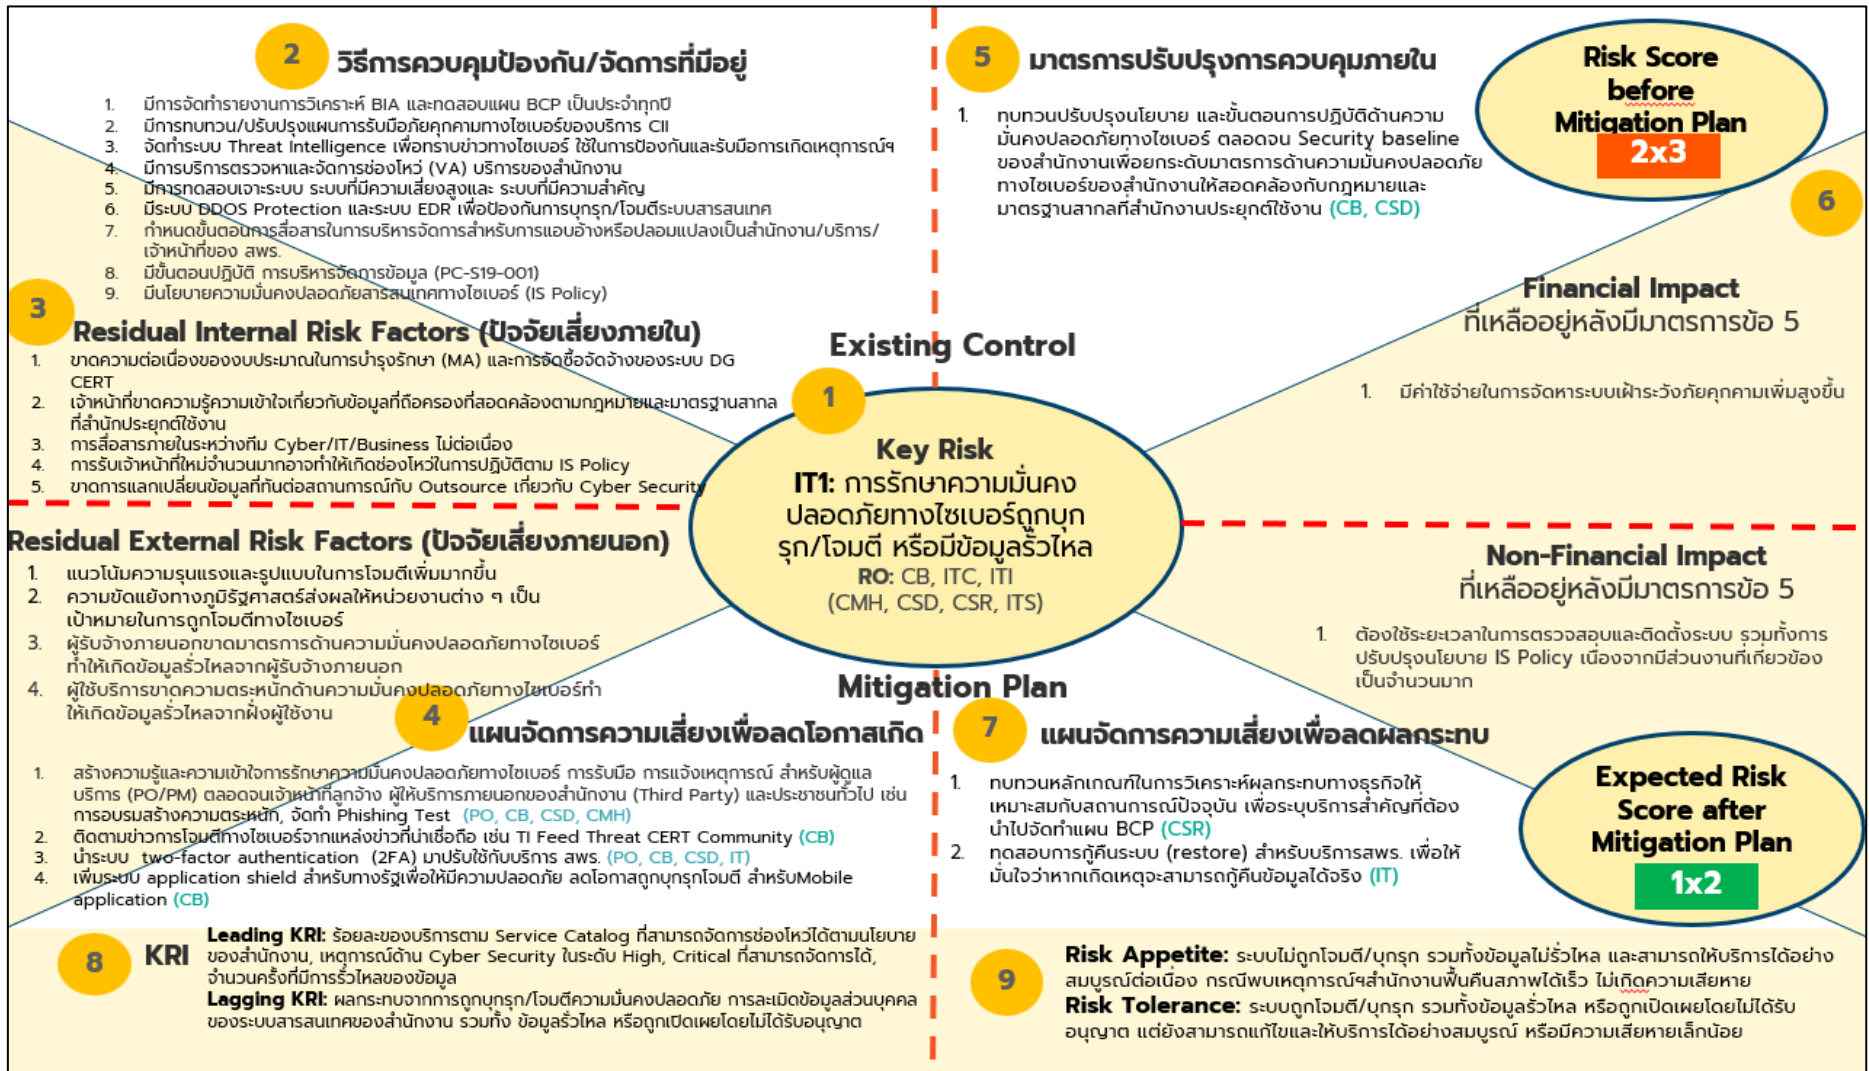 2
วิธีการควบคุมป้องกัน/จัดการที่มีอยู่
1. มีการจัดทำรายงานการวิเคราะห์ BIA และทดสอบแผน BCP เป็นประจำทุกปี
2. มีการทบทวน/ปรับปรุงแผนการรับมือภัยคุกคามทางไซเบอร์ของบริการ CII
3. จัดทำระบบ Threat Intelligence เพื่อทราบข่าวทางไซเบอร์ ใช้ในการป้องกันและรับมือการเกิดเหตุการณ์ฯ
4. มีการบริการตรวจหาและจัดการช่องโหว่ (VA) บริการของสำนักงาน
5. มีการทดสอบเจาะระบบ ระบบที่มีความเสี่ยงสูงและ ระบบที่มีความสำคัญ
6. มีระบบ DDOS Protection และระบบ EDR เพื่อป้องกันการบุกรุก/โจมตีระบบสารสนเทศ
7. กำหนดขั้นตอนการสื่อสารในการบริหารจัดการสำหรับการแอบอ้างหรือปลอมแปลงเป็นสำนักงาน/บริการ/
เจ้าหน้าที่ของ สพร.
8. มีขั้นตอนปฏิบัติ การบริหารจัดการข้อมูล (PC-S19-001)
9. มีนโยบายความมั่นคงปลอดภัยสารสนเทศทางไซเบอร์ (IS Policy)
3
Residual Internal Risk Factors (ปัจจัยเสี่ยงภายใน)
1. ขาดความต่อเนื่องของงบประมาณในการบำรุงรักษา (MA) และการจัดซื้อจัดจ้างของระบบ DG
CERT
2. เจ้าหน้าที่ขาดความรู้ความเข้าใจเกี่ยวกับข้อมูลที่ถือครองที่สอดคล้องตามกฎหมายและมาตรฐานสากล
ที่สำนักประยุกต์ใช้งาน
3. การสื่อสารภายในระหว่างทีม Cyber/IT/Business ไม่ต่อเนื่อง
4. การรับเจ้าหน้าที่ใหม่จำนวนมากอาจทำให้เกิดช่องโหว่ในการปฏิบัติตาม IS Policy
5. ขาดการแลกเปลี่ยนข้อมูลที่ทันต่อสถานการณ์กับ Outsource เกี่ยวกับ Cyber Security
Residual External Risk Factors (ปัจจัยเสี่ยงภายนอก)
1. แนวโน้มความรุนแรงและรูปแบบในการโจมตีเพิ่มมากขึ้น
2. ความขัดแย้งทางภูมิรัฐศาสตร์ส่งผลให้หน่วยงานต่าง ๆ เป็น
เป้าหมายในการถูกโจมตีทางไซเบอร์
3. ผู้รับจ้างภายนอกขาดมาตรการด้านความมั่นคงปลอดภัยทางไซเบอร์
ทำให้เกิดข้อมูลรั่วไหลจากผู้รับจ้างภายนอก
4. ผู้ใช้บริการขาดความตระหนักด้านความมั่นคงปลอดภัยทางไซเบอร์ทำ
ให้เกิดข้อมูลรั่วไหลจากฝั่งผู้ใช้งาน
4
แผนจัดการความเสี่ยงเพื่อลดโอกาสเกิด
1. สร้างความรู้และความเข้าใจการรักษาความมั่นคงปลอดภัยทางไซเบอร์ การรับมือ การแจ้งเหตุการณ์ สำหรับผู้ดูแล
บริการ (PO/PM) ตลอดจนเจ้าหน้าที่ลูกจ้าง ผู้ให้บริการภายนอกของสำนักงาน (Third Party) และประชาชนทั่วไป เช่น
การอบรมสร้างความตระหนัก, จัดทำ Phishing Test (PO, CB, CSD, CMH)
2. ติดตามข่าวการโจมตีทางไซเบอร์จากแหล่งข่าวที่น่าเชื่อถือ เช่น TI Feed Threat CERT Community (CB)
3. นำระบบ two-factor authentication (2FA) มาปรับใช้กับบริการ สพร. (PO, CB, CSD, IT)
4. เพิ่มระบบ application shield สำหรับทางรัฐเพื่อให้มีความปลอดภัย ลดโอกาสถูกบุกรุกโจมตี สำหรับMobile
application (CB)
Existing Control
1
Key Risk
IT1: การรักษาความมั่นคง
ปลอดภัยทางไซเบอร์ถูกบุก
รุก/โจมตี หรือมีข้อมูลรั่วไหล
RO: CB, ITC, ITI
(CMH, CSD, CSR, ITS)
Mitigation Plan
5
มาตรการปรับปรุงการควบคุมภายใน
1. ทบทวนปรับปรุงนโยบาย และขั้นตอนการปฏิบัติด้านความ
มั่นคงปลอดภัยทางไซเบอร์ ตลอดจน Security baseline
ของสำนักงานเพื่อยกระดับมาตรการด้านความมั่นคงปลอดภัย
ทางไซเบอร์ของสำนักงานให้สอดคล้องกับกฎหมายและ
มาตรฐานสากลที่สำนักงานประยุกต์ใช้งาน (CB, CSD)
Risk Score
before
Mitigation Plan
2x3
6
Financial Impact
ที่เหลืออยู่หลังมีมาตรการข้อ 5
1. มีค่าใช้จ่ายในการจัดหาระบบเฝ้าระวังภัยคุกคามเพิ่มสูงขึ้น
Non-Financial Impact
ที่เหลืออยู่หลังมีมาตรการข้อ 5
1. ต้องใช้ระยะเวลาในการตรวจสอบและติดตั้งระบบ รวมทั้งการ
ปรับปรุงนโยบาย IS Policy เนื่องจากมีส่วนงานที่เกี่ยวข้อง
เป็นจำนวนมาก
7
แผนจัดการความเสี่ยงเพื่อลดผลกระทบ
1. ทบทวนหลักเกณฑ์ในการวิเคราะห์ผลกระทบทางธุรกิจให้
เหมาะสมกับสถานการณ์ปัจจุบัน เพื่อระบุบริการสำคัญที่ต้อง
นำไปจัดทำแผน BCP (CSR)
2. ทดสอบการกู้คืนระบบ (restore) สำหรับบริการสพร. เพื่อให้
มั่นใจว่าหากเกิดเหตุจะสามารถกู้คืนข้อมูลได้จริง (IT)
Expected Risk
Score after
Mitigation Plan
1x2
8
KRI
Leading KRI: ร้อยละของบริการตาม Service Catalog ที่สามารถจัดการช่องโหว่ได้ตามนโยบาย
ของสำนักงาน, เหตุการณ์ด้าน Cyber Security ในระดับ High, Critical ที่สามารถจัดการได้,
จำนวนครั้งที่มีการรั่วไหลของข้อมูล
Lagging KRI: ผลกระทบจากการถูกบุกรุก/โจมตีความมั่นคงปลอดภัย การละเมิดข้อมูลส่วนบุคคล
ของระบบสารสนเทศของสำนักงาน รวมทั้ง ข้อมูลรั่วไหล หรือถูกเปิดเผยโดยไม่ได้รับอนุญาต
9
Risk Appetite: ระบบไม่ถูกโจมตี/บุกรุก รวมทั้งข้อมูลไม่รั่วไหล และสามารถให้บริการได้อย่าง
สมบูรณ์ต่อเนื่อง กรณีพบเหตุการณ์ฯสำนักงานฟื้นคืนสภาพได้เร็ว ไม่เกิดความเสียหาย
Risk Tolerance: ระบบถูกโจมตี/บุกรุก รวมทั้งข้อมูลรั่วไหล หรือถูกเปิดเผยโดยไม่ได้รับ
อนุญาต แต่ยังสามารถแก้ไขและให้บริการได้อย่างสมบูรณ์ หรือมีความเสียหายเล็กน้อย